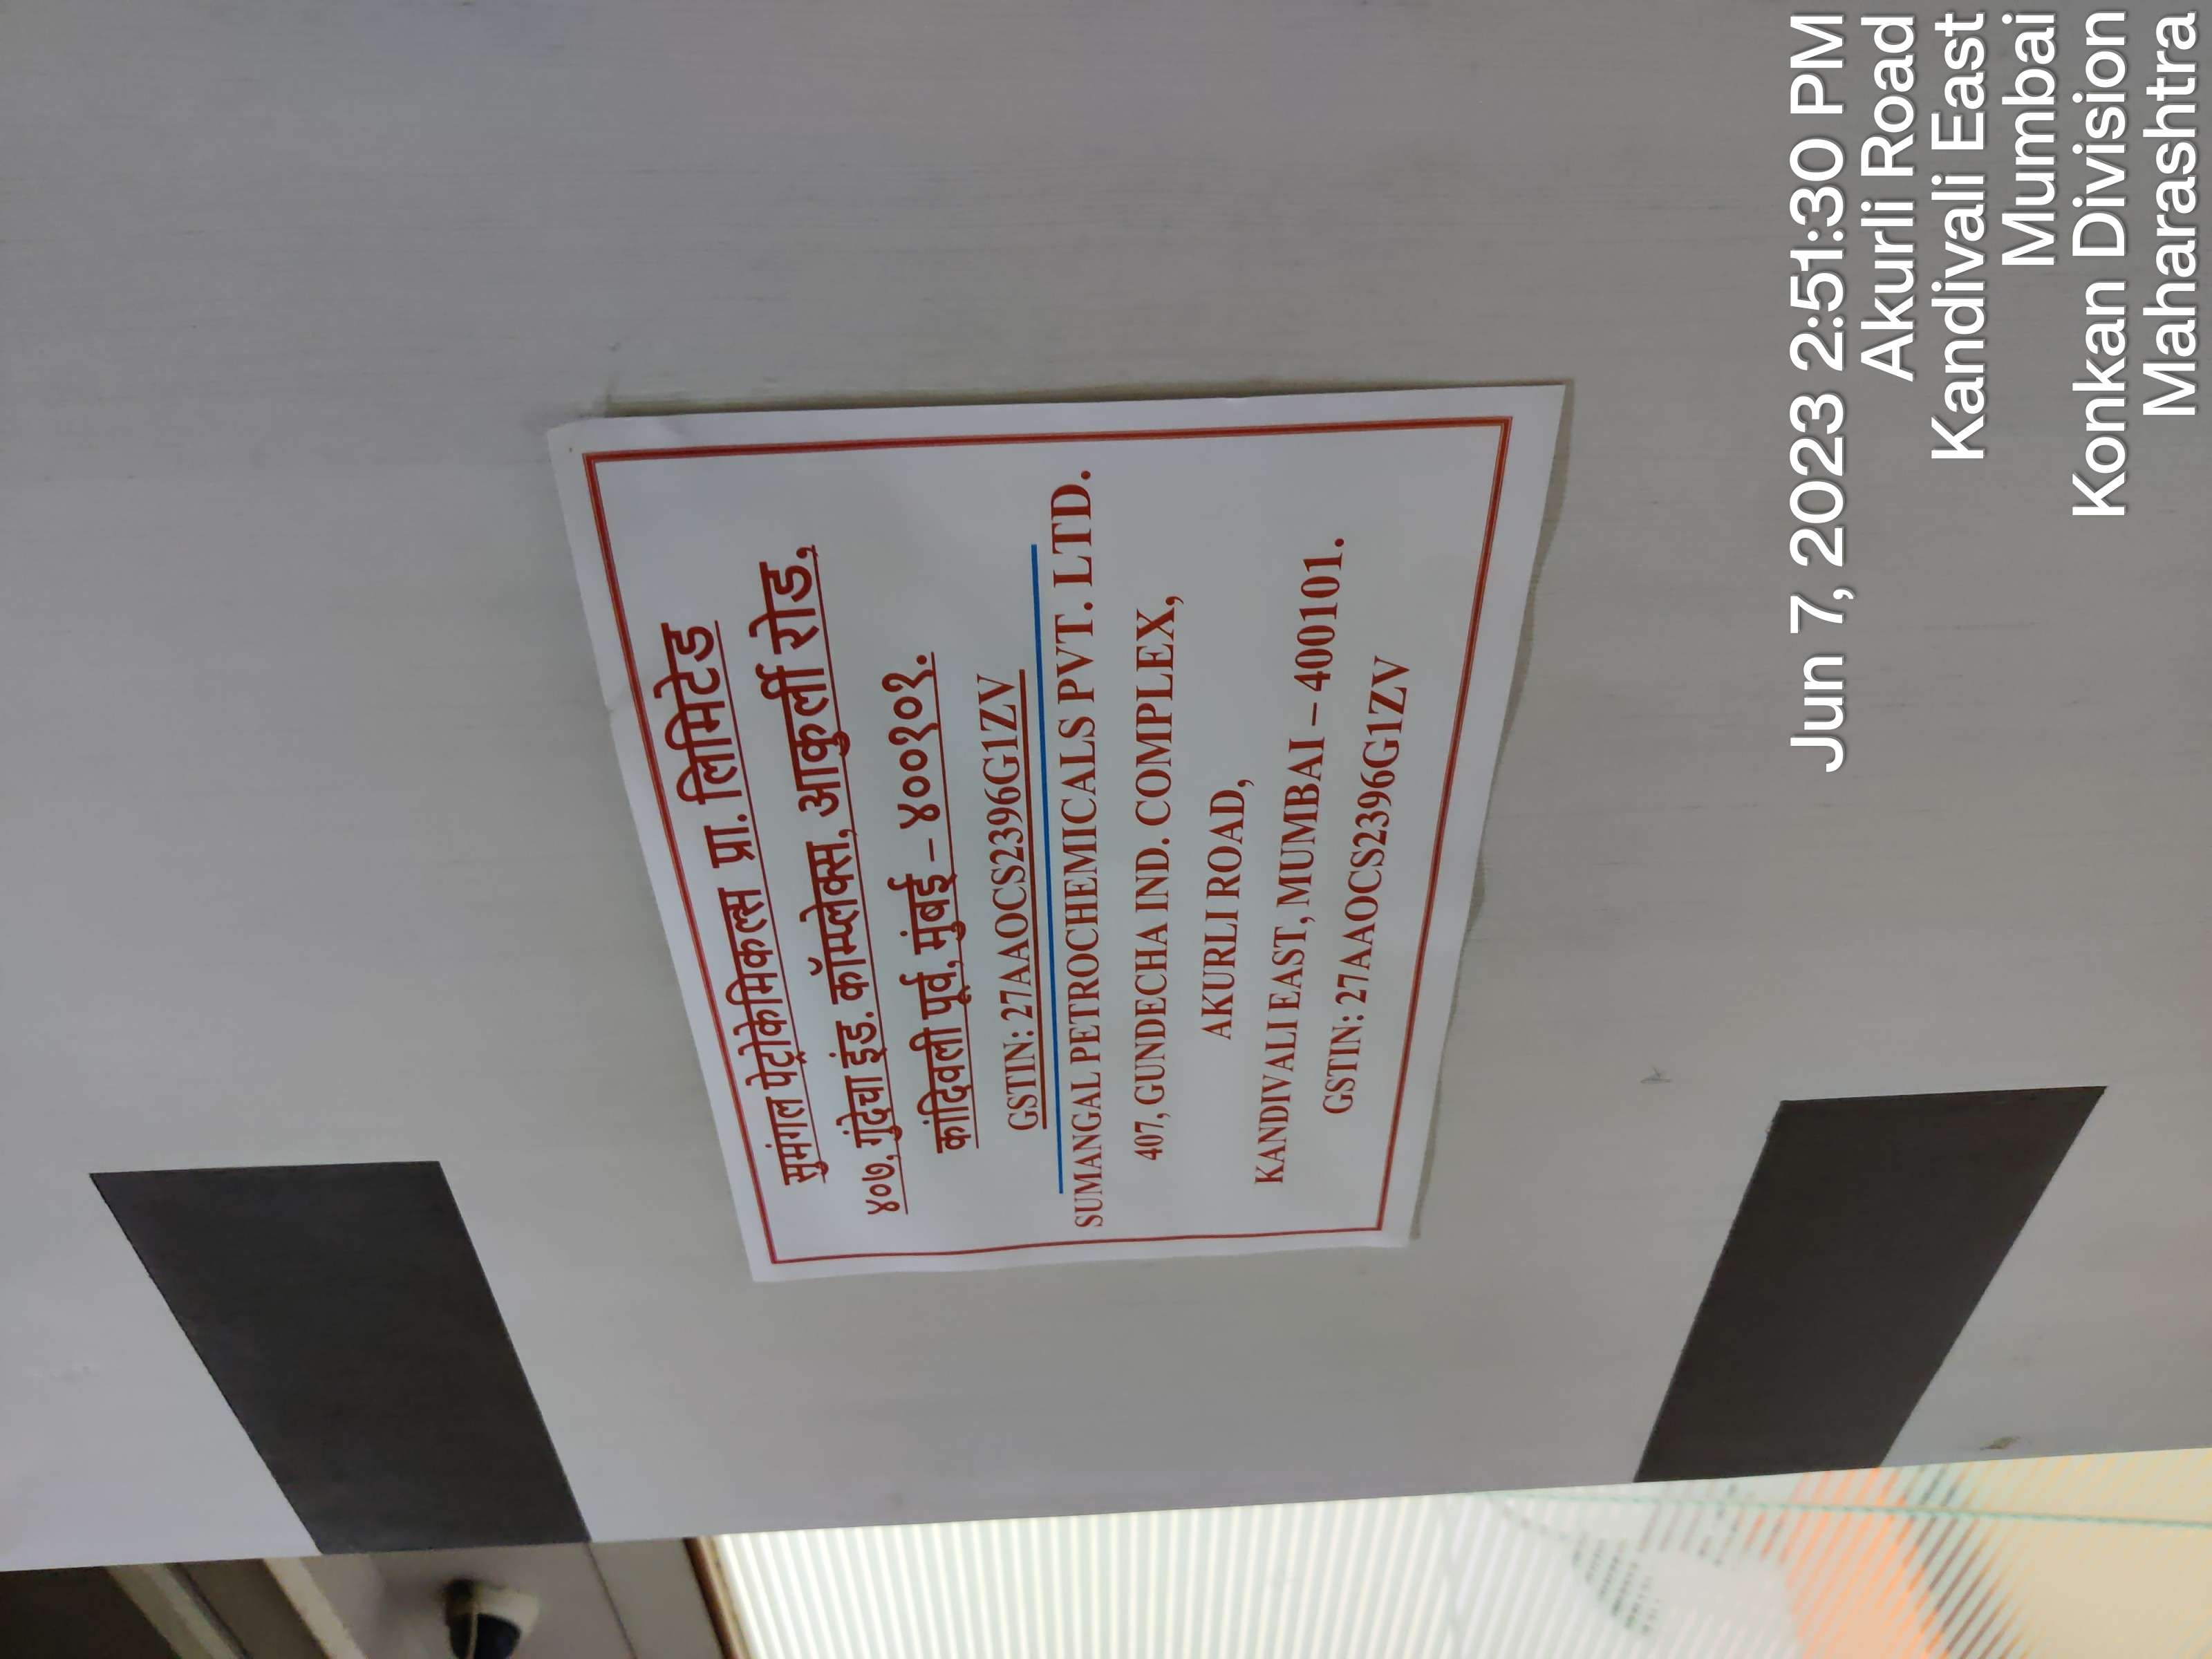 सुमंगल पेट्रोकेमिकल्स प्रा. लिमिटेड
४०७, गुंदेचा इंड. कॉम्प्लेक्स, आकुर्ली रोड,
कांदिवली पूर्व, मुंबई – ४००१०१.
GSTIN: 27AAOCS2396G1ZV
SUMANGAL PETROCHEMICALS PVT. LTD.
407, GUNDECHA IND. COMPLEX,
AKURLI ROAD,
KANDIVALI EAST, MUMBAI – 400101.
GSTIN: 27AAOCS2396G1ZV
Jun 7, 2023 2:51:30 PM
Akurli Road
Kandivali East
Mumbai
Konkan Division
Maharashtra